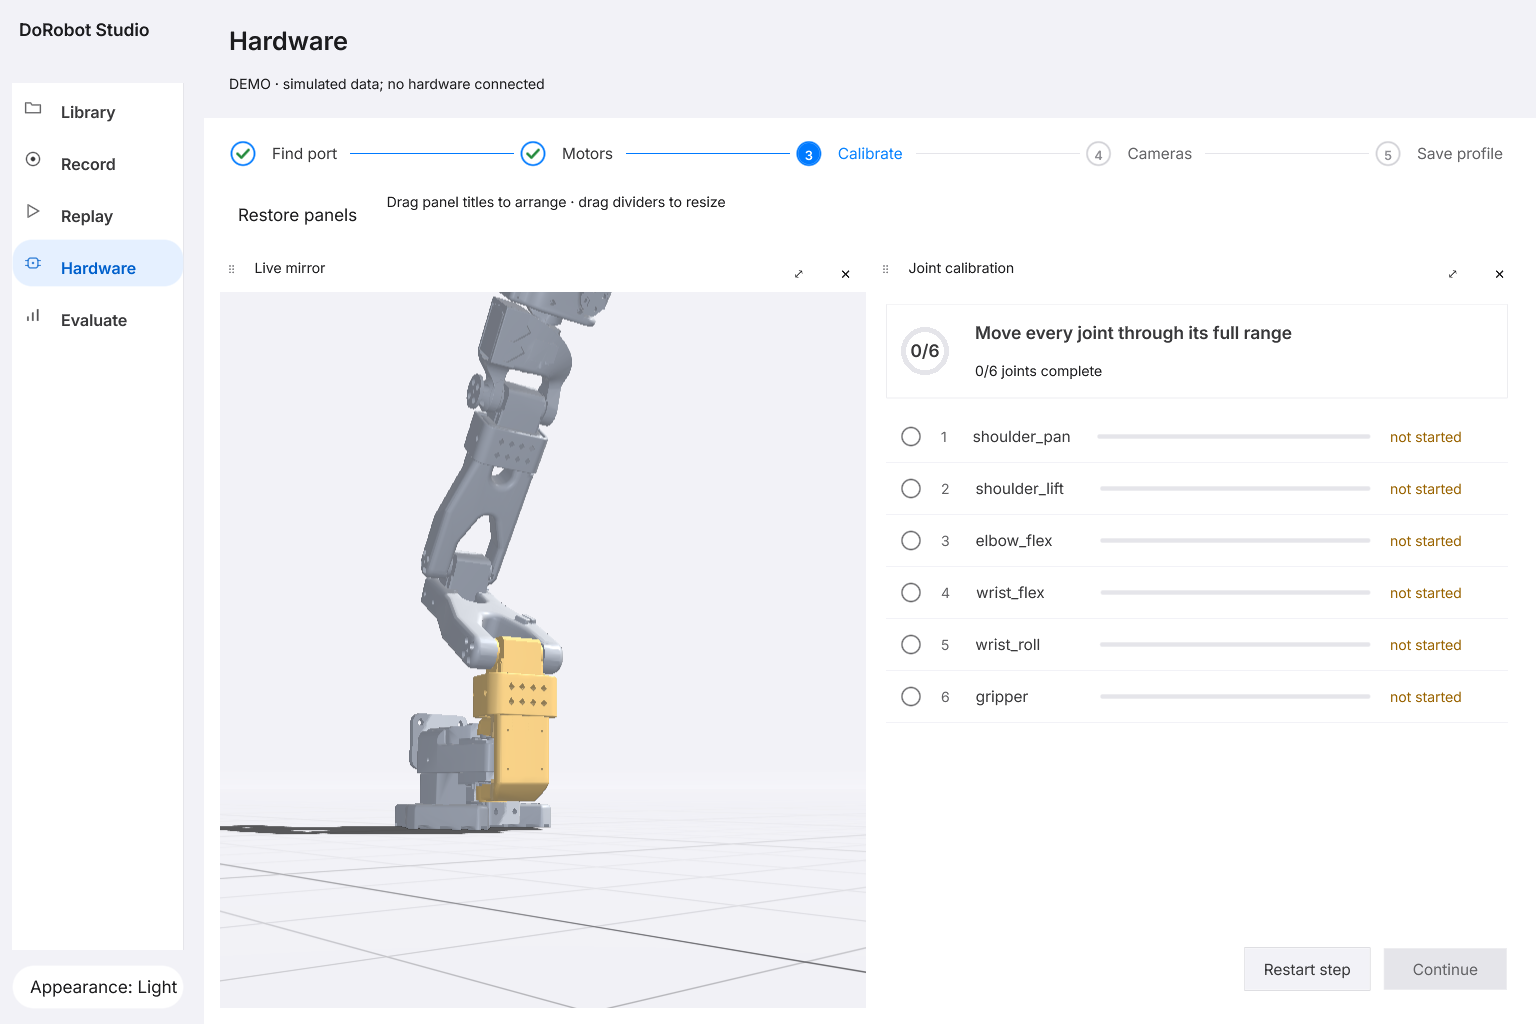 DoRobot Studio
Library
Record
Replay
Hardware
Evaluate
Appearance: Light
Hardware
DEMO · simulated data; no hardware connected
Find port
Motors
3 Calibrate
4 Cameras
5 Save profile
Restore panels
Drag panel titles to arrange · drag dividers to resize
Live mirror
Joint calibration
0/6
Move every joint through its full range
0/6 joints complete
1 shoulder_pan not started
2 shoulder_lift not started
3 elbow_flex not started
4 wrist_flex not started
5 wrist_roll not started
6 gripper not started
Restart step
Continue